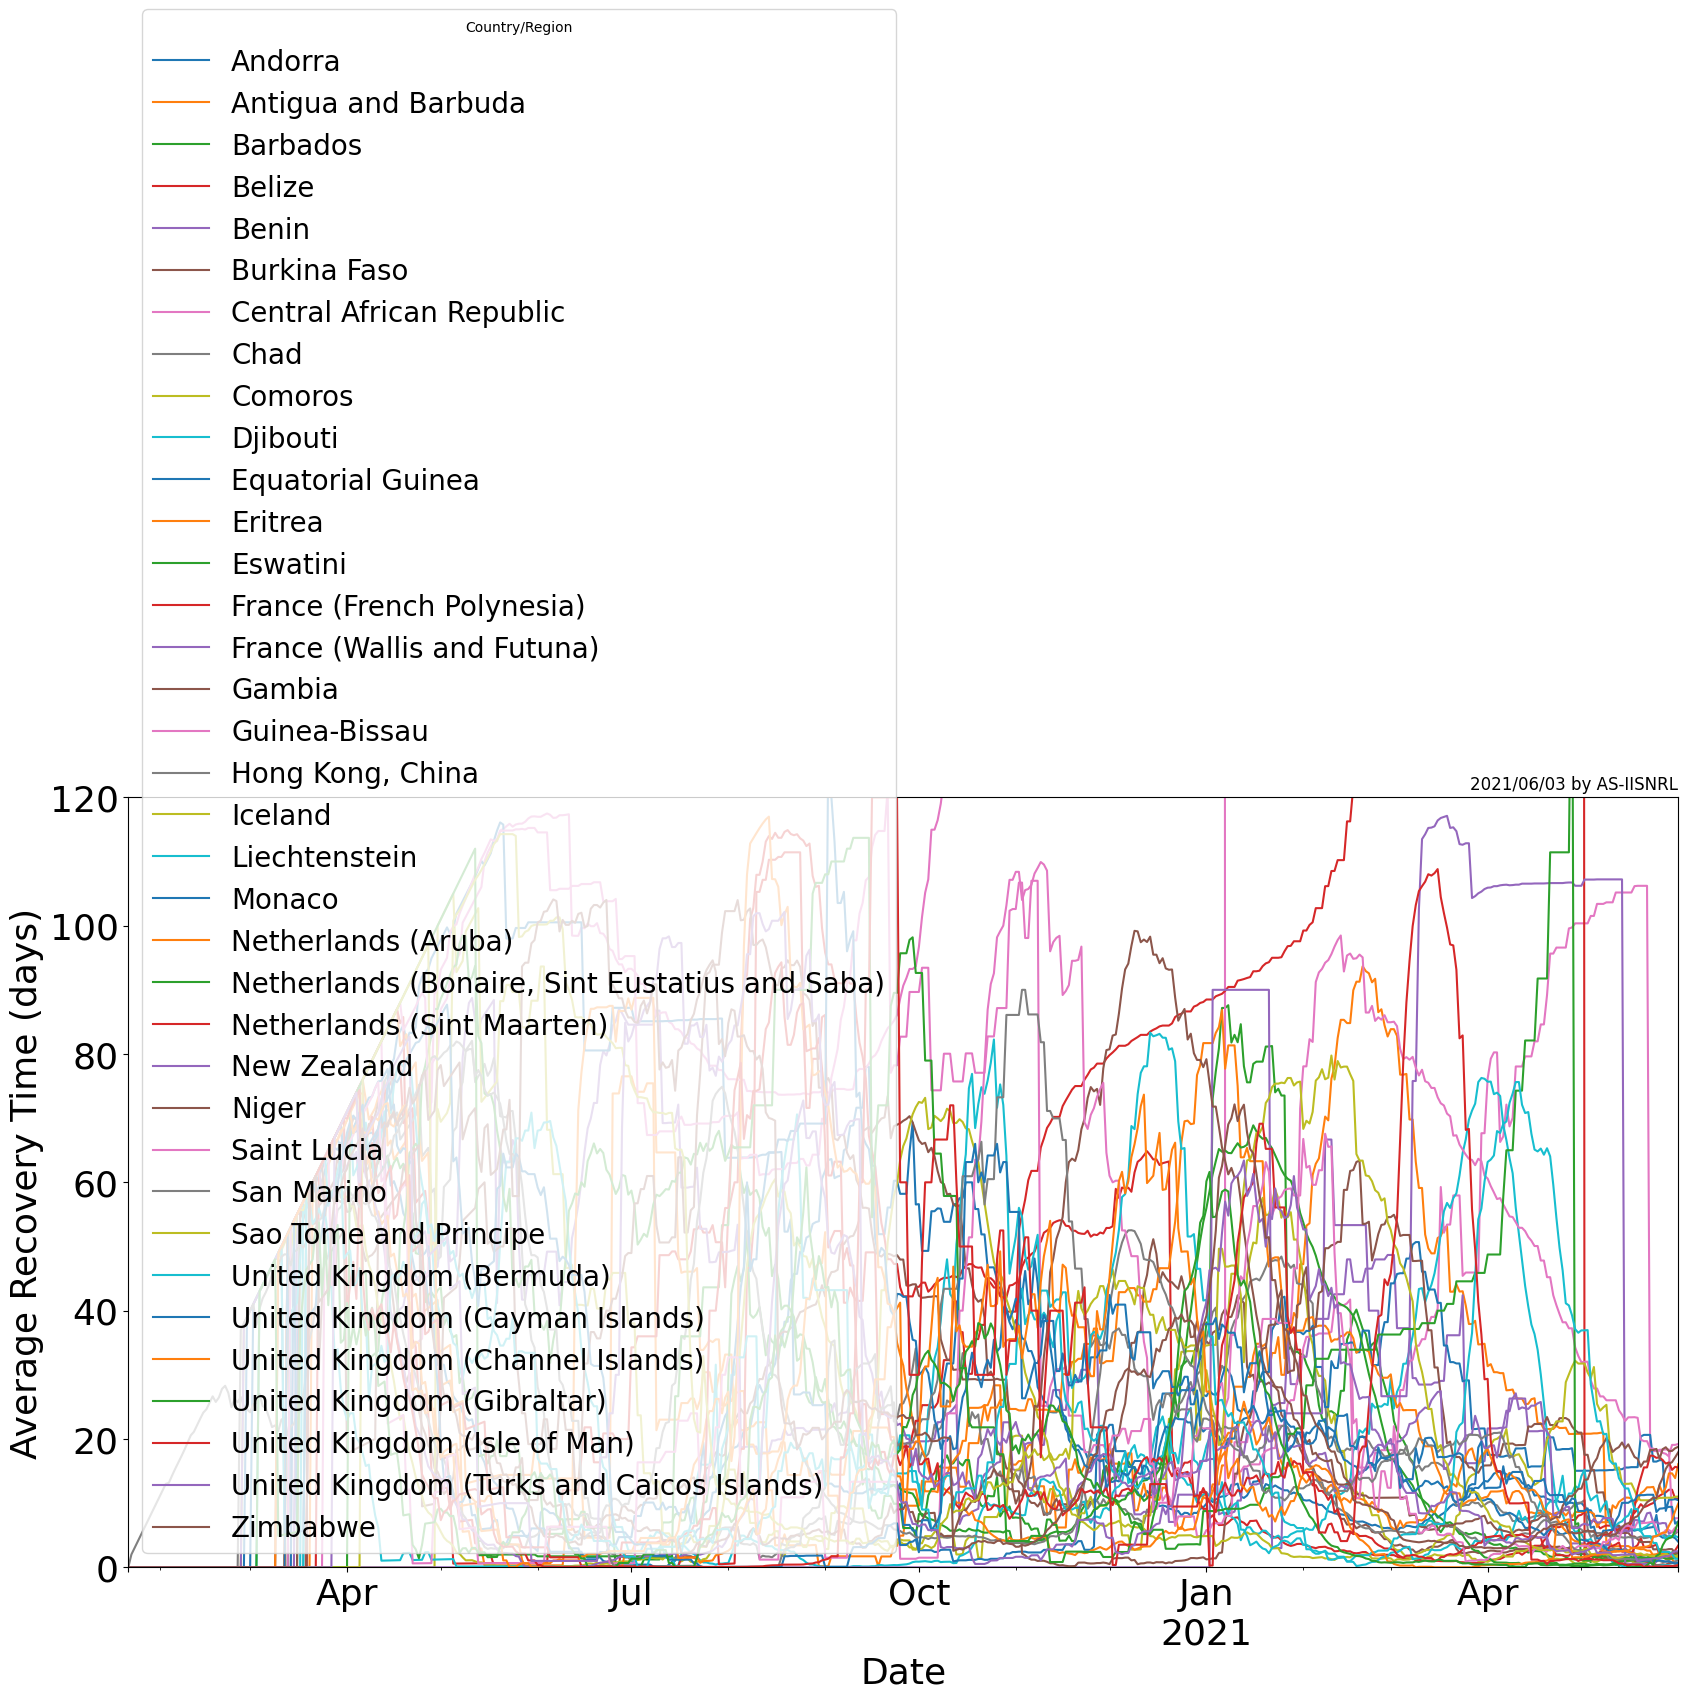 Country/Region
Andorra
Antigua and Barbuda
Barbados
Belize
Benin
Burkina Faso
Central African Republic
Chad
Comoros
Djibouti
Equatorial Guinea
Eritrea
Eswatini
France (French Polynesia)
France (Wallis and Futuna)
Gambia
Guinea-Bissau
Hong Kong, China
Iceland
Liechtenstein
Monaco
Netherlands (Aruba)
Netherlands (Bonaire, Sint Eustatius and Saba)
Netherlands (Sint Maarten)
New Zealand
Niger
Saint Lucia
San Marino
Sao Tome and Principe
United Kingdom (Bermuda)
United Kingdom (Cayman Islands)
United Kingdom (Channel Islands)
United Kingdom (Gibraltar)
United Kingdom (Isle of Man)
United Kingdom (Turks and Caicos Islands)
Zimbabwe
2021/06/03 by AS-IISNRL
Average Recovery Time (days)
120
100
80
60
40
20
0
Apr Jul Oct Jan Apr
2021
Date